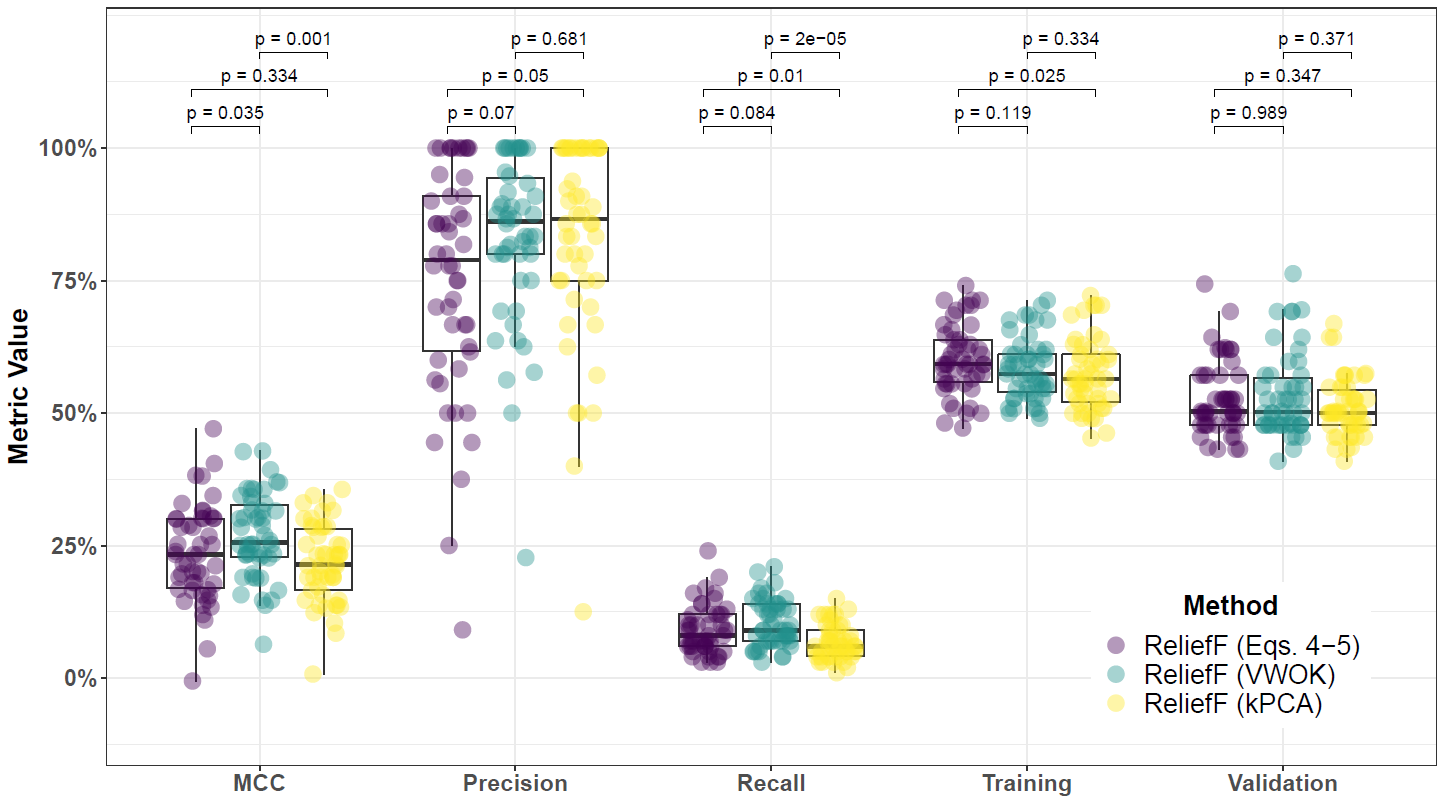 p = 0.001
p = 0.681
p = 2e−05
p = 0.334
p = 0.371
p = 0.334
p = 0.05
p = 0.01
p = 0.025
p = 0.347
p = 0.035
p = 0.07
p = 0.084
p = 0.119
p = 0.989
100%
75%
50%
25%
0%
Metric Value
Method
ReliefF (Eqs. 4−5)
ReliefF (VWOK)
ReliefF (kPCA)
MCC
Precision
Recall
Training
Validation